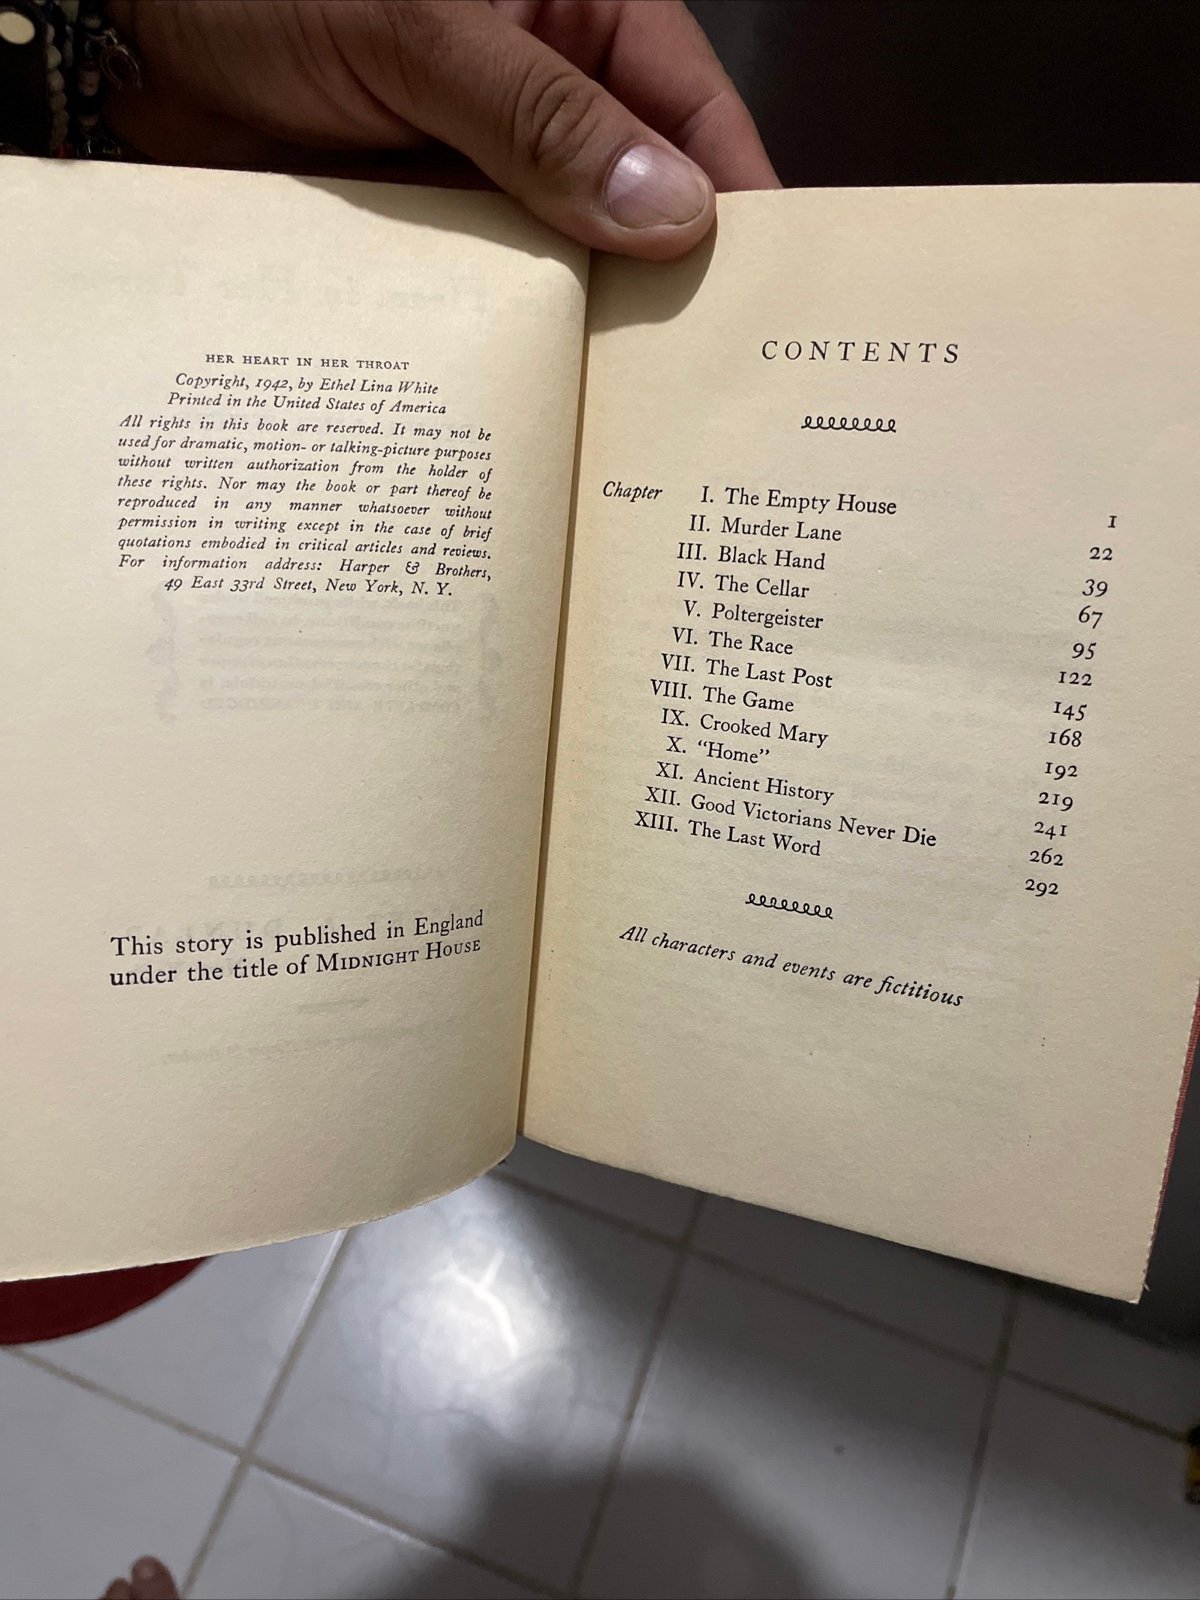 HER HEART IN HER THROAT
Copyright, 1942, by Ethel Lina White
Printed in the United States of America
All rights in this book are reserved. It may not be
used for dramatic, motion- or talking-picture purposes
without written authorization from the holder of
these rights. Nor may the book or part thereof be
reproduced in any manner whatsoever without
permission in writing except in the case of brief
quotations embodied in critical articles and reviews.
For information address: Harper & Brothers,
49 East 33rd Street, New York, N. Y.
This story is published in England
under the title of MIDNIGHT HOUSE
CONTENTS
Chapter I. The Empty House 1
II. Murder Lane 22
III. Black Hand 39
IV. The Cellar 67
V. Poltergeister 95
VI. The Race 122
VII. The Last Post 145
VIII. The Game 168
IX. Crooked Mary 192
X. “Home” 219
XI. Ancient History 241
XII. Good Victorians Never Die 262
XIII. The Last Word 292
All characters and events are fictitious